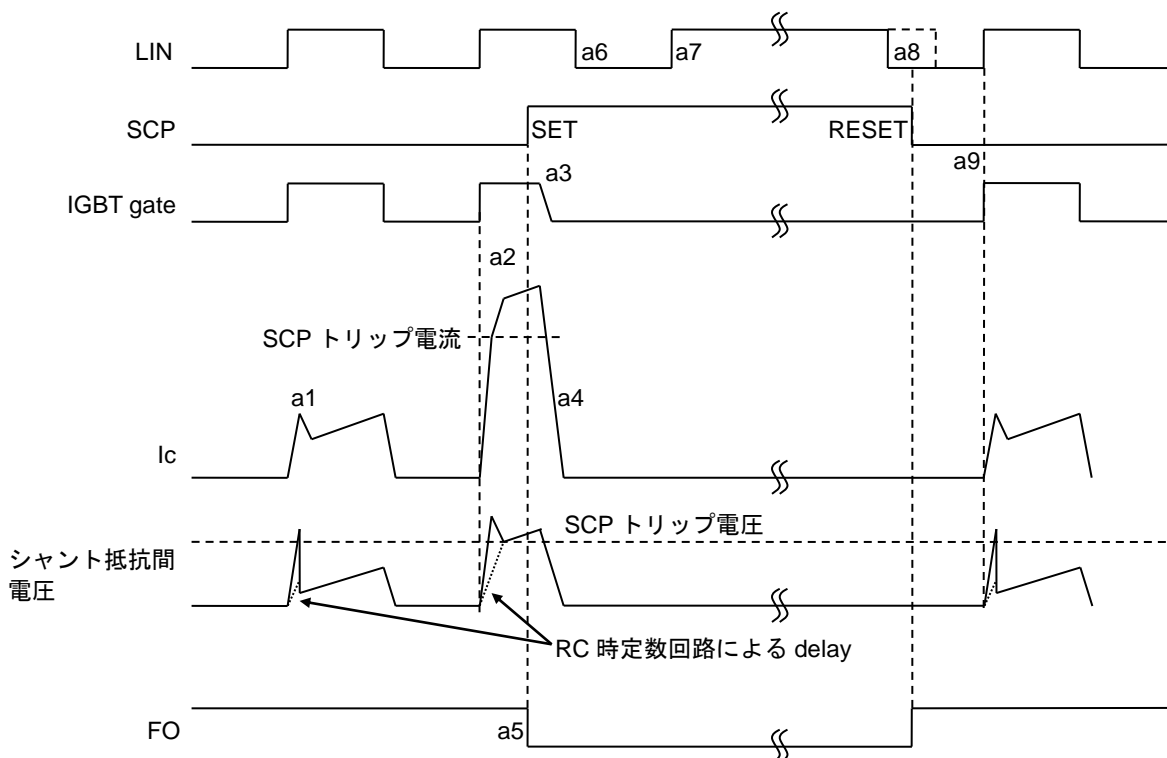 LIN
a6
a7
a8
SCP
SET
RESET
a3
a9
IGBT gate
a2
SCP トリップ電流
a1
a4
Ic
SCP トリップ電圧
シャント抵抗間
電圧
RC 時定数回路による delay
a5
FO